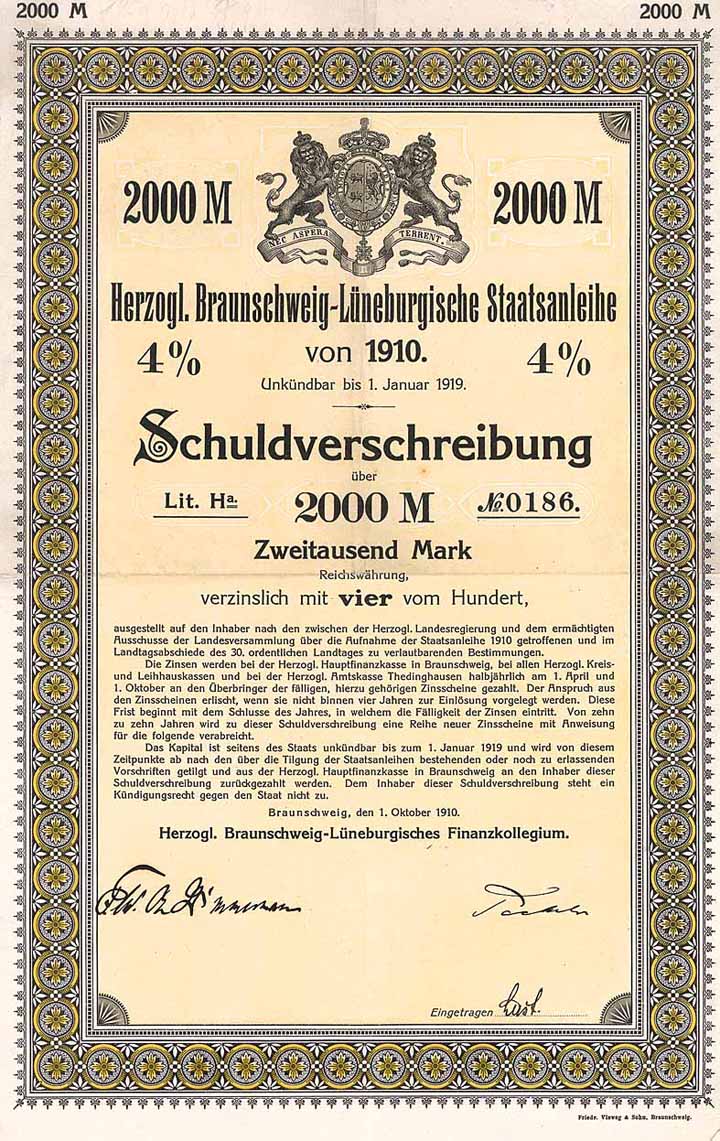 2000 M 2000 M
2000 M 2000 M
NEC ASPERA TERRENT.
Herzogl. Braunschweig-Lüneburgische Staatsanleihe
4% von 1910. 4%
Unkündbar bis 1. Januar 1919.
Schuldverschreibung
über
Lit. Ha. 2000 M No. 0186.
Zweitausend Mark
Reichswährung,
verzinslich mit vier vom Hundert,
ausgestellt auf den Inhaber nach den zwischen der Herzogl. Landesregierung und dem ermächtigten
Ausschusse der Landesversammlung über die Aufnahme der Staatsanleihe 1910 getroffenen und im
Landtagsabschiede des 30. ordentlichen Landtages zu verlautbarenden Bestimmungen.
Die Zinsen werden bei der Herzogl. Hauptfinanzkasse in Braunschweig, bei allen Herzogl. Kreis-
und Leihhauskassen und bei der Herzogl. Amtskasse Thedinghausen halbjährlich am 1. April und
1. Oktober an den Überbringer der fälligen, hierzu gehörigen Zinsscheine gezahlt. Der Anspruch aus
den Zinsscheinen erlischt, wenn sie nicht binnen vier Jahren zur Einlösung vorgelegt werden. Diese
Frist beginnt mit dem Schlusse des Jahres, in welchem die Fälligkeit der Zinsen eintritt. Von zehn
zu zehn Jahren wird zu dieser Schuldverschreibung eine Reihe neuer Zinsscheine mit Anweisung
für die folgende verabreicht.
Das Kapital ist seitens des Staats unkündbar bis zum 1. Januar 1919 und wird von diesem
Zeitpunkte ab nach den über die Tilgung der Staatsanleihen bestehenden oder noch zu erlassenden
Vorschriften getilgt und aus der Herzogl. Hauptfinanzkasse in Braunschweig an den Inhaber dieser
Schuldverschreibung zurückgezahlt werden. Dem Inhaber dieser Schuldverschreibung steht ein
Kündigungsrecht gegen den Staat nicht zu.
Braunschweig, den 1. Oktober 1910.
Herzogl. Braunschweig-Lüneburgisches Finanzkollegium.
Eingetragen
Friedr. Vieweg & Sohn, Braunschweig.